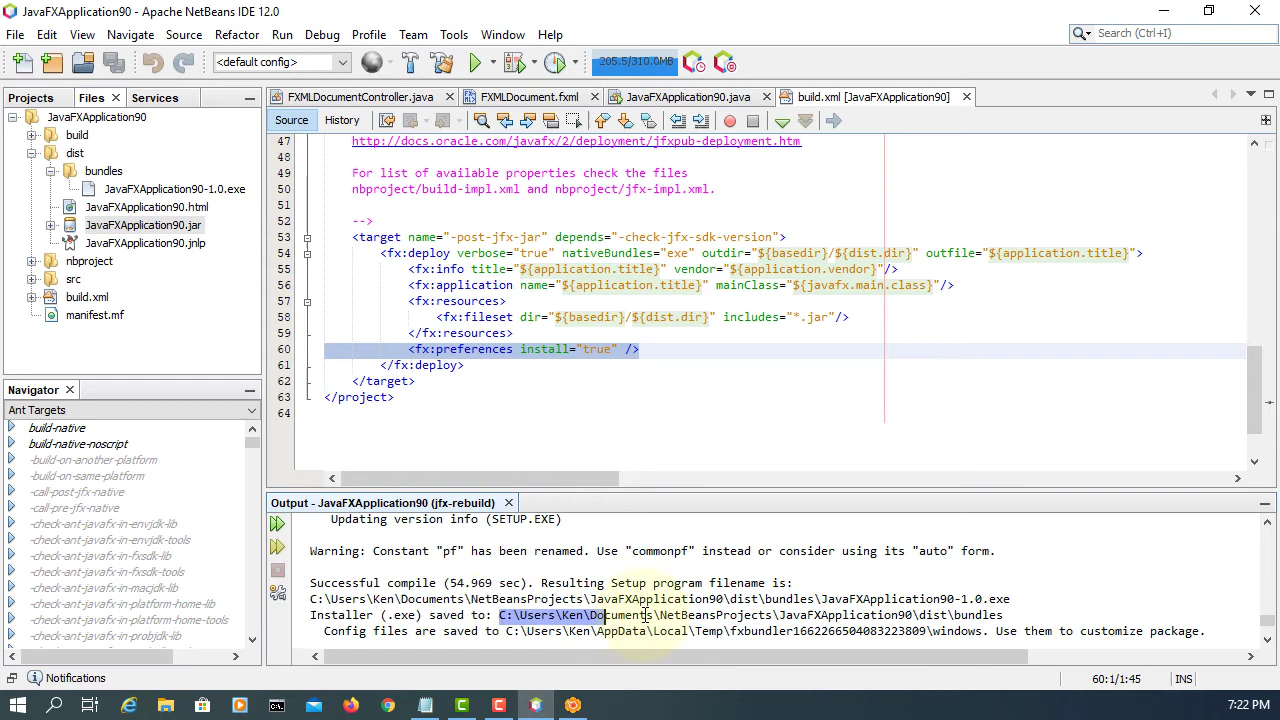 JavaFXApplication90 - Apache NetBeans IDE 12.0
File Edit View Navigate Source Refactor Run Debug Profile Team Tools Window Help
Search (Ctrl+I)
<default config>
205.5/310.0MB
Projects Files Services
FXMLDocumentController.java FXMLDocument.fxml JavaFXApplication90.java build.xml [JavaFXApplication90]
Source History
JavaFXApplication90
build
dist
bundles
JavaFXApplication90-1.0.exe
JavaFXApplication90.html
JavaFXApplication90.jar
JavaFXApplication90.jnlp
nbproject
src
build.xml
manifest.mf
47 http://docs.oracle.com/javafx/2/deployment/jfxpub-deployment.htm
48
49 For list of available properties check the files
50 nbproject/build-impl.xml and nbproject/jfx-impl.xml.
51
52 -->
53 <target name="-post-jfx-jar" depends="-check-jfx-sdk-version">
54 <fx:deploy verbose="true" nativeBundles="exe" outdir="${basedir}/${dist.dir}" outfile="${application.title}">
55 <fx:info title="${application.title}" vendor="${application.vendor}"/>
56 <fx:application name="${application.title}" mainClass="${javafx.main.class}"/>
57 <fx:resources>
58 <fx:fileset dir="${basedir}/${dist.dir}" includes="*.jar"/>
59 </fx:resources>
60 <fx:preferences install="true" />
61 </fx:deploy>
62 </target>
63 </project>
64
Navigator
Ant Targets
build-native
build-native-noscript
-build-on-another-platform
-build-on-same-platform
-call-post-jfx-native
-call-pre-jfx-native
-check-ant-javafx-in-envjdk-lib
-check-ant-javafx-in-envjdk-tools
-check-ant-javafx-in-fxsdk-lib
-check-ant-javafx-in-fxsdk-tools
-check-ant-javafx-in-macjdk-lib
-check-ant-javafx-in-platform-home-lib
-check-ant-javafx-in-platform-home-tools
-check-ant-javafx-in-probjdk-lib
Output - JavaFXApplication90 (jfx-rebuild)
Updating version info (SETUP.EXE)
Warning: Constant "pf" has been renamed. Use "commonpf" instead or consider using its "auto" form.
Successful compile (54.969 sec). Resulting Setup program filename is:
C:\Users\Ken\Documents\NetBeansProjects\JavaFXApplication90\dist\bundles\JavaFXApplication90-1.0.exe
Installer (.exe) saved to: C:\Users\Ken\Documents\NetBeansProjects\JavaFXApplication90\dist\bundles
Config files are saved to C:\Users\Ken\AppData\Local\Temp\fxbundler1662266504083223809\windows. Use them to customize package.
Notifications
60:1/1:45 INS
7:22 PM